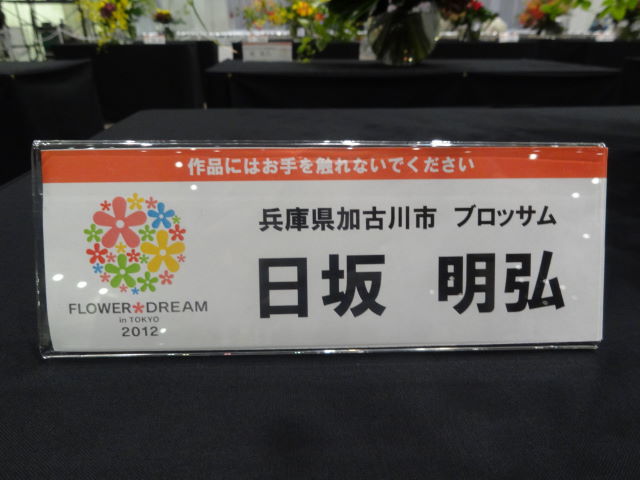 作品にはお手を触れないでください
兵庫県加古川市 ブロッサム
日坂 明弘
FLOWER*DREAM
in TOKYO
2012